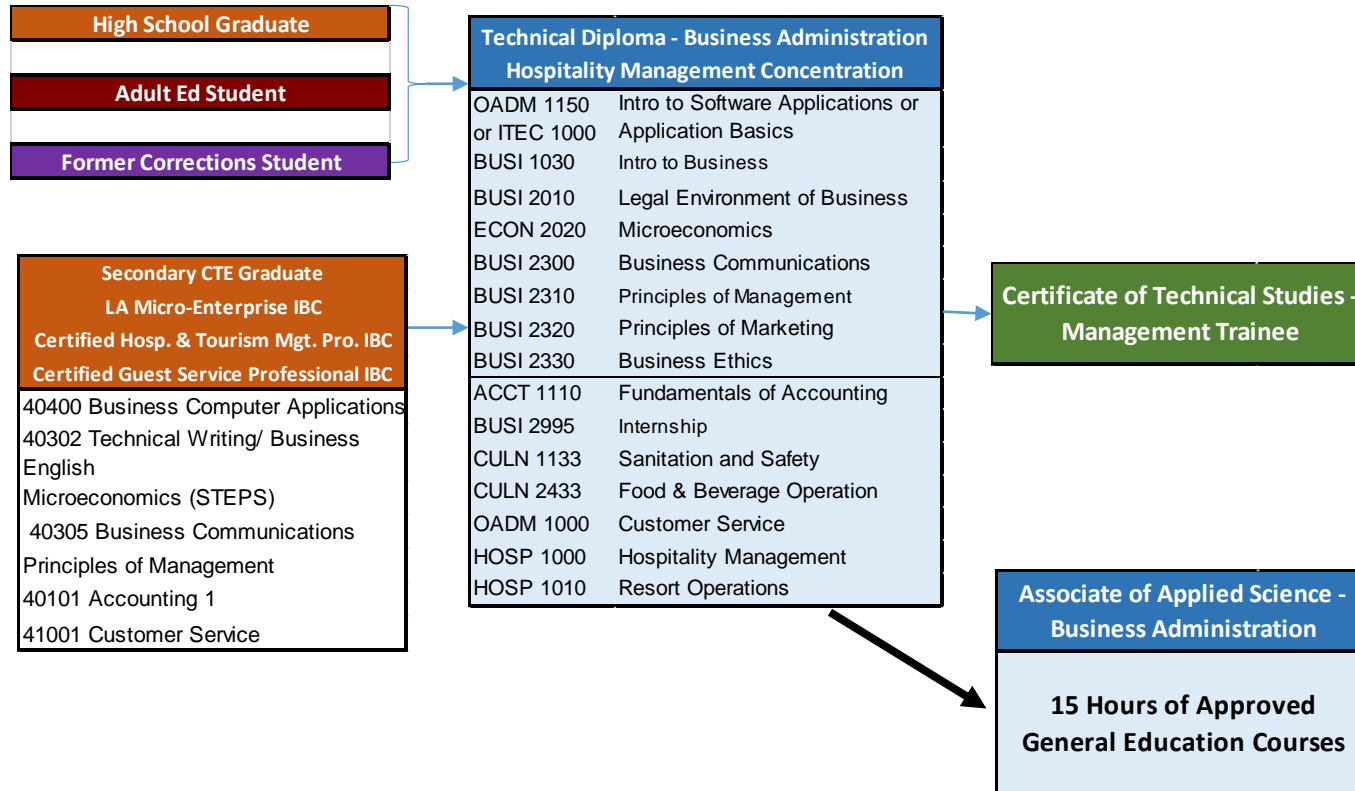 High School Graduate
Adult Ed Student
Former Corrections Student
Secondary CTE Graduate
LA Micro-Enterprise IBC
Certified Hosp. & Tourism Mgt. Pro. IBC
Certified Guest Service Professional IBC
40400 Business Computer Applications
40302 Technical Writing/ Business
English
Microeconomics (STEPS)
40305 Business Communications
Principles of Management
40101 Accounting 1
41001 Customer Service
Technical Diploma - Business Administration
Hospitality Management Concentration
OADM 1150 Intro to Software Applications or
or ITEC 1000 Application Basics
BUSI 1030 Intro to Business
BUSI 2010 Legal Environment of Business
ECON 2020 Microeconomics
BUSI 2300 Business Communications
BUSI 2310 Principles of Management
BUSI 2320 Principles of Marketing
BUSI 2330 Business Ethics
ACCT 1110 Fundamentals of Accounting
BUSI 2995 Internship
CULN 1133 Sanitation and Safety
CULN 2433 Food & Beverage Operation
OADM 1000 Customer Service
HOSP 1000 Hospitality Management
HOSP 1010 Resort Operations
Certificate of Technical Studies -
Management Trainee
Associate of Applied Science -
Business Administration
15 Hours of Approved
General Education Courses